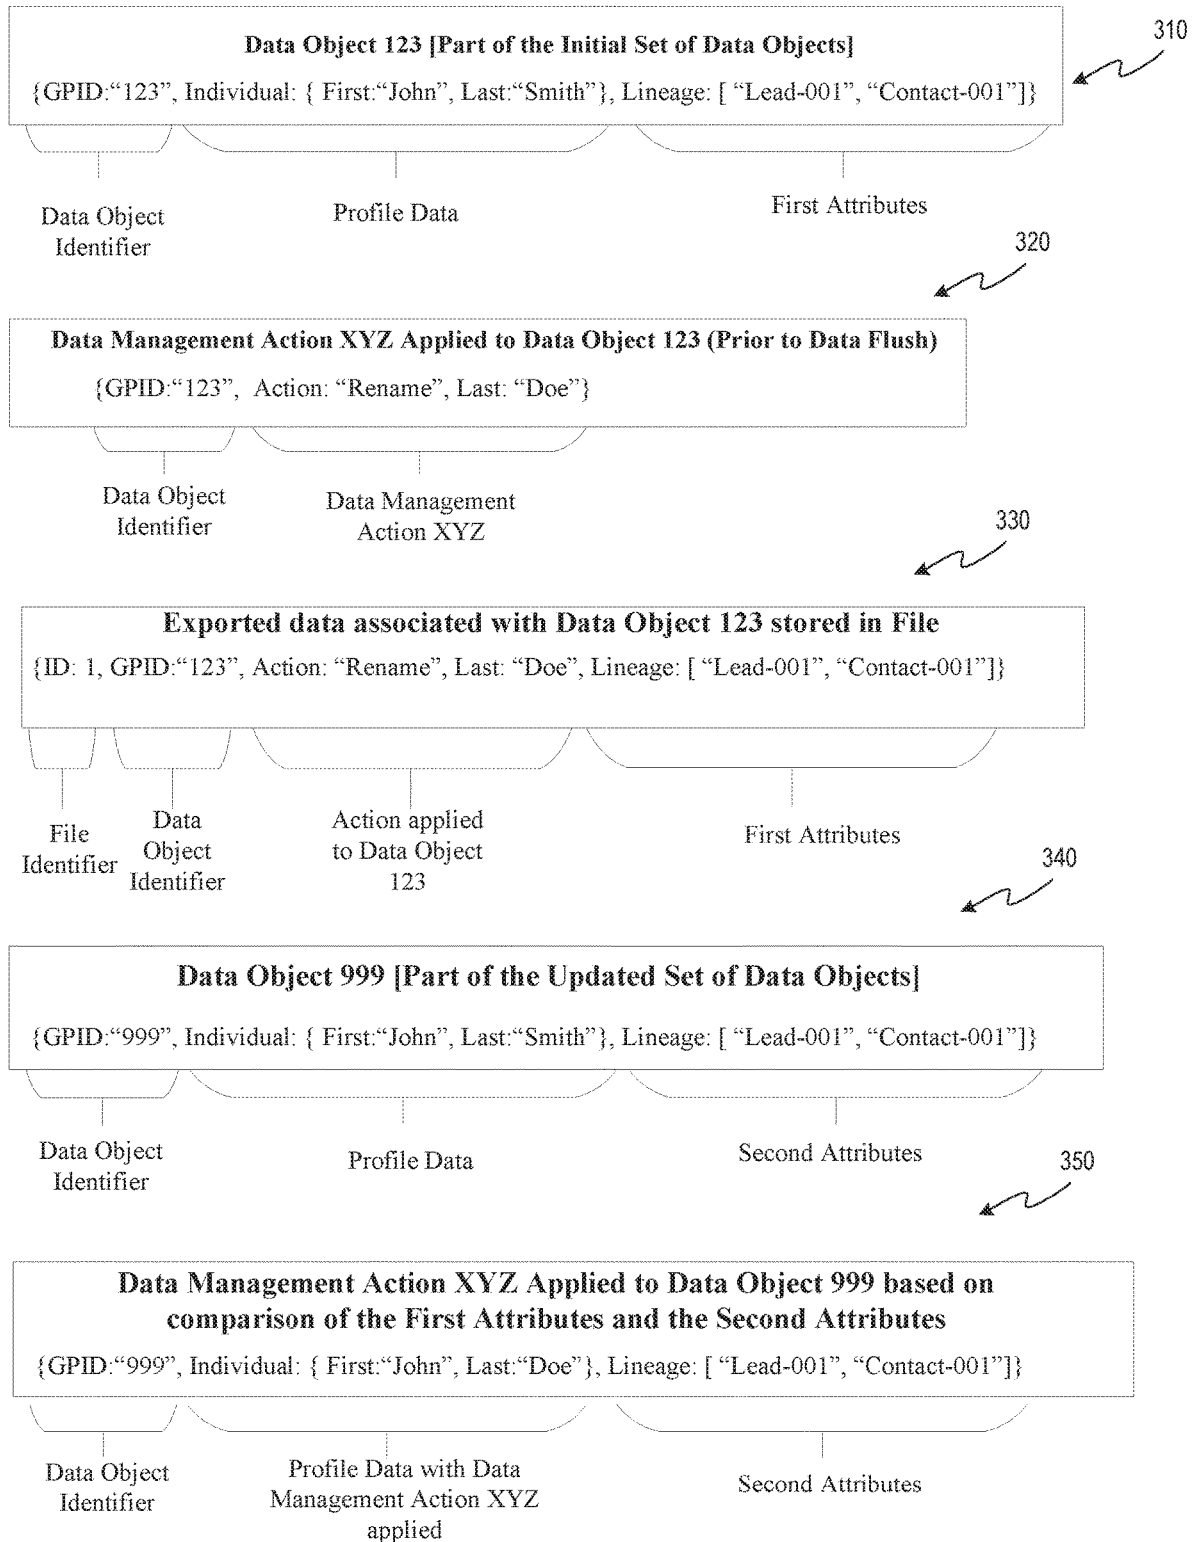 310
Data Object 123 [Part of the Initial Set of Data Objects]
{GPID:“123”, Individual: { First:“John”, Last:“Smith”}, Lineage: [ “Lead-001”, “Contact-001”]}
Data Object
Identifier
Profile Data
First Attributes
320
Data Management Action XYZ Applied to Data Object 123 (Prior to Data Flush)
{GPID:“123”, Action: “Rename”, Last: “Doe”}
Data Object
Identifier
Data Management
Action XYZ
330
Exported data associated with Data Object 123 stored in File
{ID: 1, GPID:“123”, Action: “Rename”, Last: “Doe”, Lineage: [ “Lead-001”, “Contact-001”]}
File
Identifier
Data
Object
Identifier
Action applied
to Data Object
123
First Attributes
340
Data Object 999 [Part of the Updated Set of Data Objects]
{GPID:“999”, Individual: { First:“John”, Last:“Smith”}, Lineage: [ “Lead-001”, “Contact-001”]}
Data Object
Identifier
Profile Data
Second Attributes
350
Data Management Action XYZ Applied to Data Object 999 based on
comparison of the First Attributes and the Second Attributes
{GPID:“999”, Individual: { First:“John”, Last:“Doe”}, Lineage: [ “Lead-001”, “Contact-001”]}
Data Object
Identifier
Profile Data with Data
Management Action XYZ
applied
Second Attributes